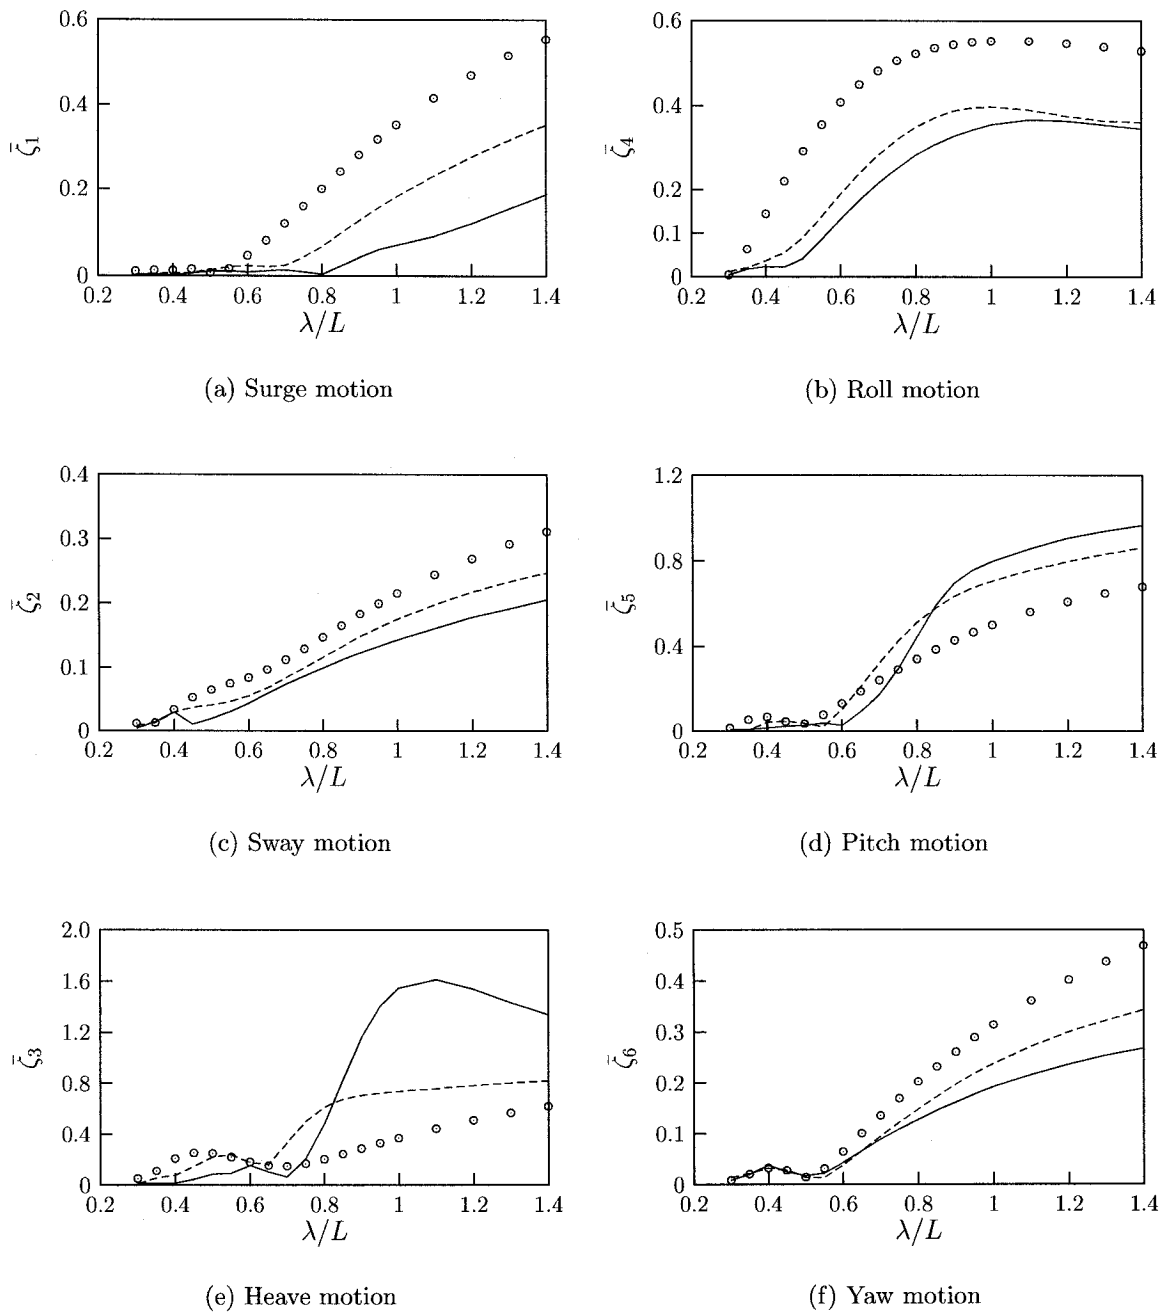 0.6
0.4
0.2
0
ζ̄₁
0.2 0.4 0.6 0.8 1 1.2 1.4
λ/L
(a) Surge motion
0.6
0.4
0.2
0.1
0
ζ̄₄
0.2 0.4 0.6 0.8 1 1.2 1.4
λ/L
(b) Roll motion
0.4
0.3
0.2
0.1
0
ζ̄₂
0.2 0.4 0.6 0.8 1 1.2 1.4
λ/L
(c) Sway motion
1.2
0.8
0.4
0
ζ̄₅
0.2 0.4 0.6 0.8 1 1.2 1.4
λ/L
(d) Pitch motion
2.0
1.6
1.2
0.8
0.4
0
ζ̄₃
0.2 0.4 0.6 0.8 1 1.2 1.4
λ/L
(e) Heave motion
0.5
0.4
0.3
0.2
0.1
0
ζ̄₆
0.2 0.4 0.6 0.8 1 1.2 1.4
λ/L
(f) Yaw motion